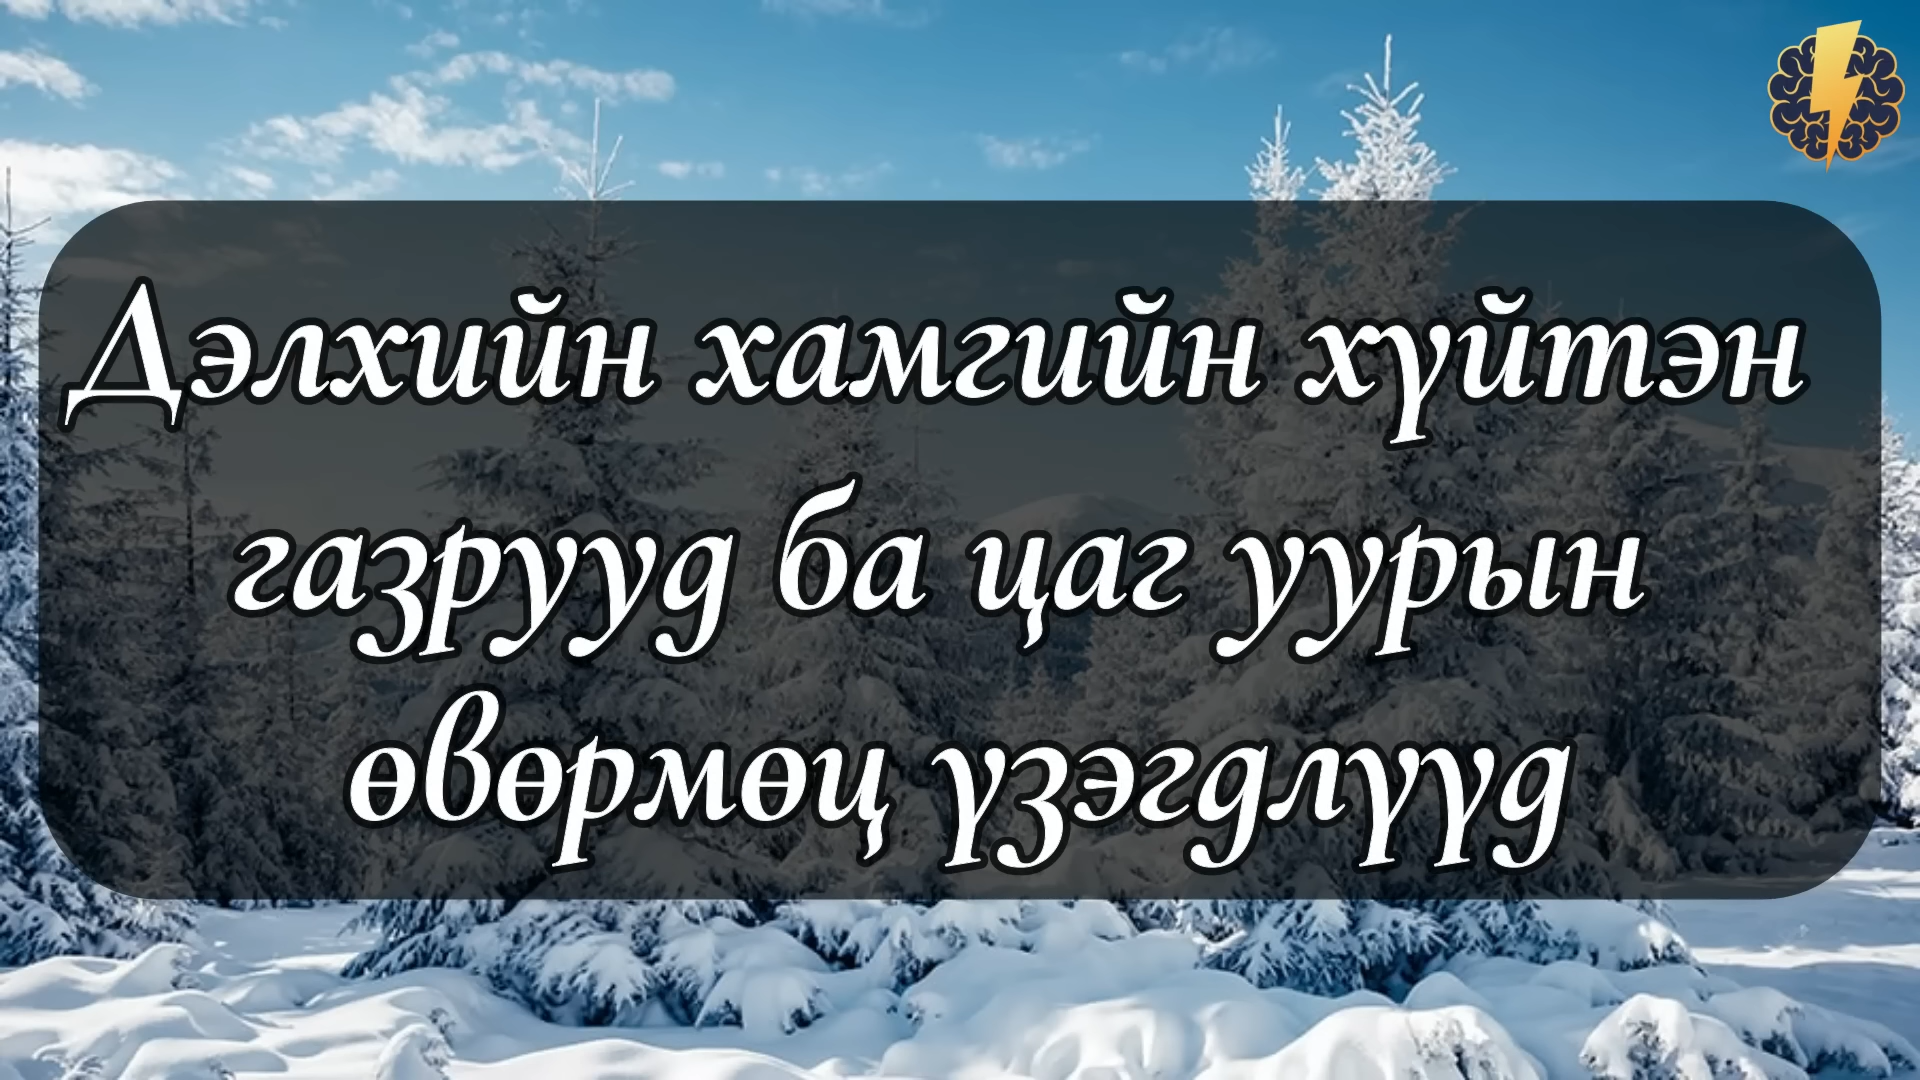 Дэлхийн хамгийн хүйтэн
газрууд ба цаг уурын
өвөрмөц үзэгдлүүд